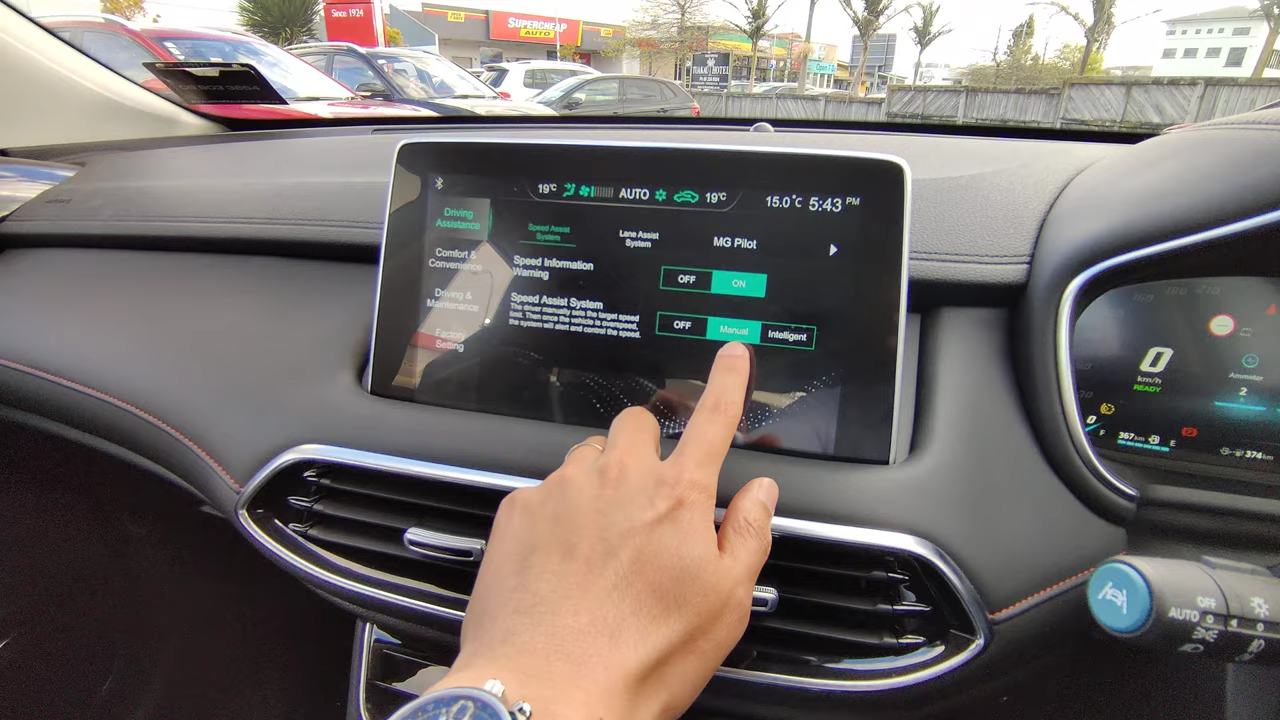 Since 1924
SUPERCHEAP
AUTO
19°C
AUTO
19°C
15.0°C 5:43 PM
Driving
Assistance
Speed Assist
System
Lane Assist
System
MG Pilot
Comfort &
Convenience
Speed Information
Warning
OFF
ON
Driving &
Maintenance
Speed Assist System
The driver manually sets the target speed
limit. Then once the vehicle is overspeed,
the system will alert and control the speed.
OFF
Manual
Intelligent
Factory
Setting
0
km/h
READY
Ammeter
2
0
F
367km
E
374km
OFF
AUTO